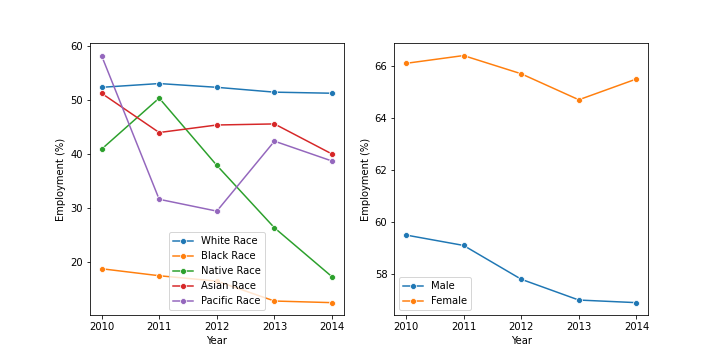 60
50
40
30
20
Employment (%)
2010 2011 2012 2013 2014
Year
White Race
Black Race
Native Race
Asian Race
Pacific Race
66
64
62
60
58
Employment (%)
2010 2011 2012 2013 2014
Year
Male
Female